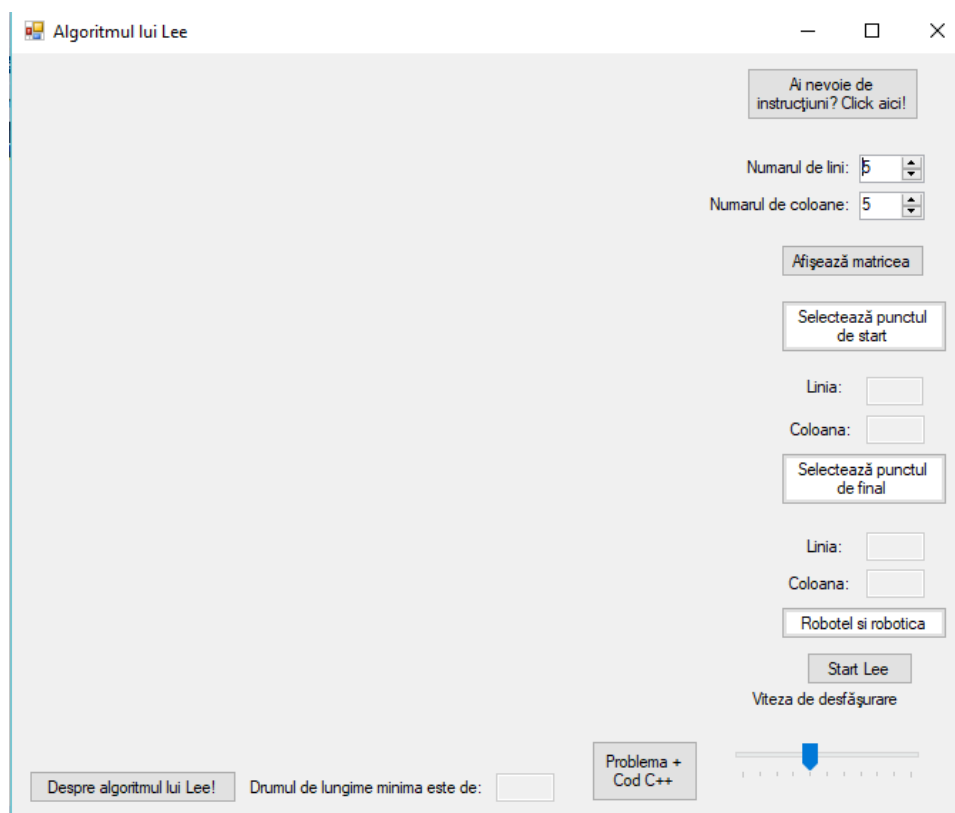 Algoritmul lui Lee
Ai nevoie de
instrucţiuni? Click aici!
Numarul de lini: 5
Numarul de coloane: 5
Afişează matricea
Selectează punctul
de start
Linia:
Coloana:
Selectează punctul
de final
Linia:
Coloana:
Robotel si robotica
Start Lee
Viteza de desfăşurare
Problema +
Cod C++
Despre algoritmul lui Lee!
Drumul de lungime minima este de: